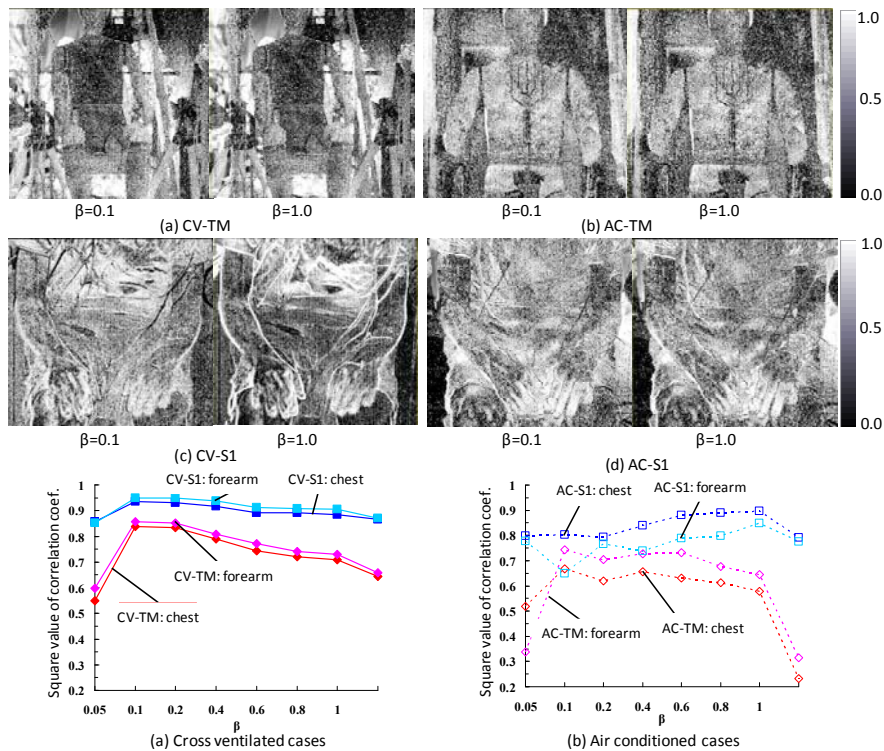 1.0
0.5
0.0
β=0.1
β=1.0
β=0.1
β=1.0
(a) CV-TM
(b) AC-TM
1.0
0.5
0.0
β=0.1
β=1.0
β=0.1
β=1.0
(c) CV-S1
(d) AC-S1
Square value of correlation coef.
1
0.9
0.8
0.7
0.6
0.5
0.4
0.3
0.2
CV-S1: forearm
CV-S1: chest
CV-TM: forearm
CV-TM: chest
0.05 0.1 0.2 0.4 0.6 0.8 1
β
(a) Cross ventilated cases
Square value of correlation coef.
1
0.9
0.8
0.7
0.6
0.5
0.4
0.3
0.2
AC-S1: chest
AC-S1: forearm
AC-TM: forearm
AC-TM: chest
0.05 0.1 0.2 0.4 0.6 0.8 1
β
(b) Air conditioned cases